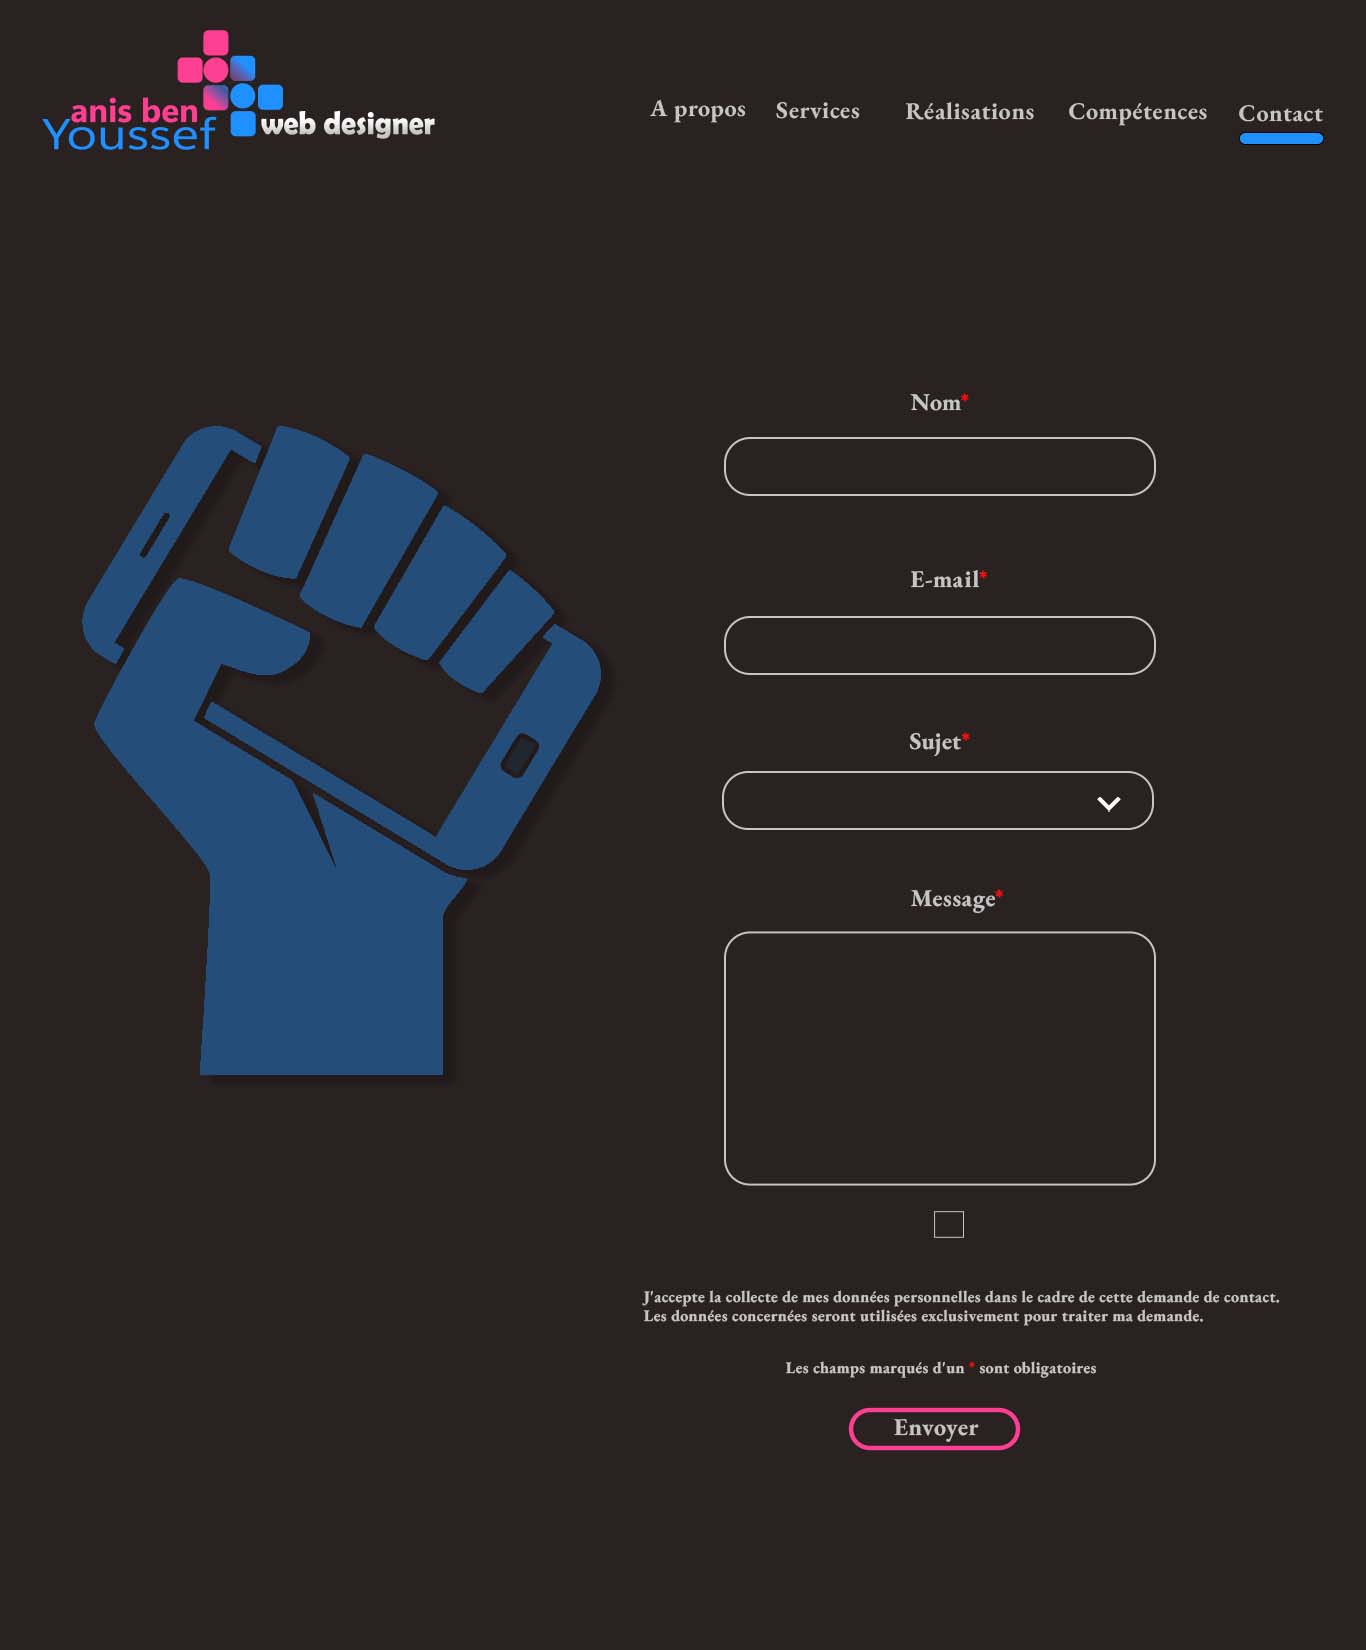 anis ben
Youssef web designer
A propos Services Réalisations Compétences Contact
Nom*
E-mail*
Sujet*
Message*
J'accepte la collecte de mes données personnelles dans le cadre de cette demande de contact.
Les données concernées seront utilisées exclusivement pour traiter ma demande.
Les champs marqués d'un * sont obligatoires
Envoyer